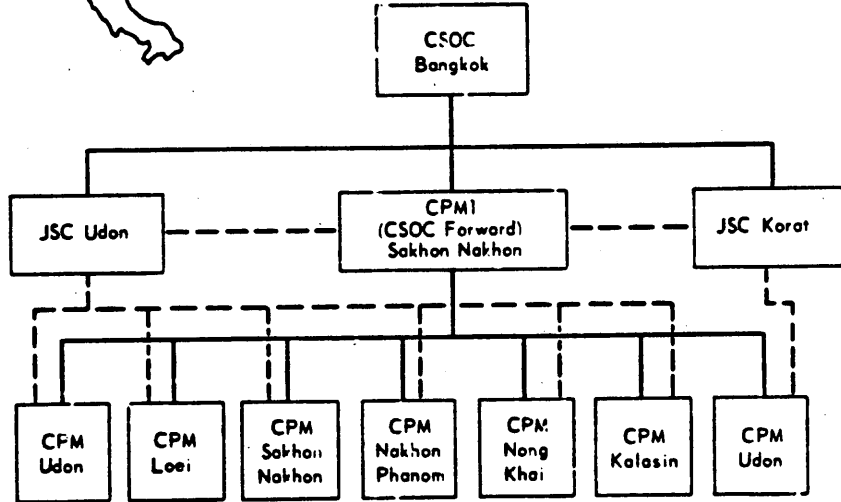 CSOC
Bangkok
JSC Udon
CPM1
(CSOC Forward)
Sakhon Nakhon
JSC Korat
CPM
Udon
CPM
Loei
CPM
Sakhon
Nakhon
CPM
Nakhon
Phanom
CPM
Nong
Khai
CPM
Kalasin
CPM
Udon